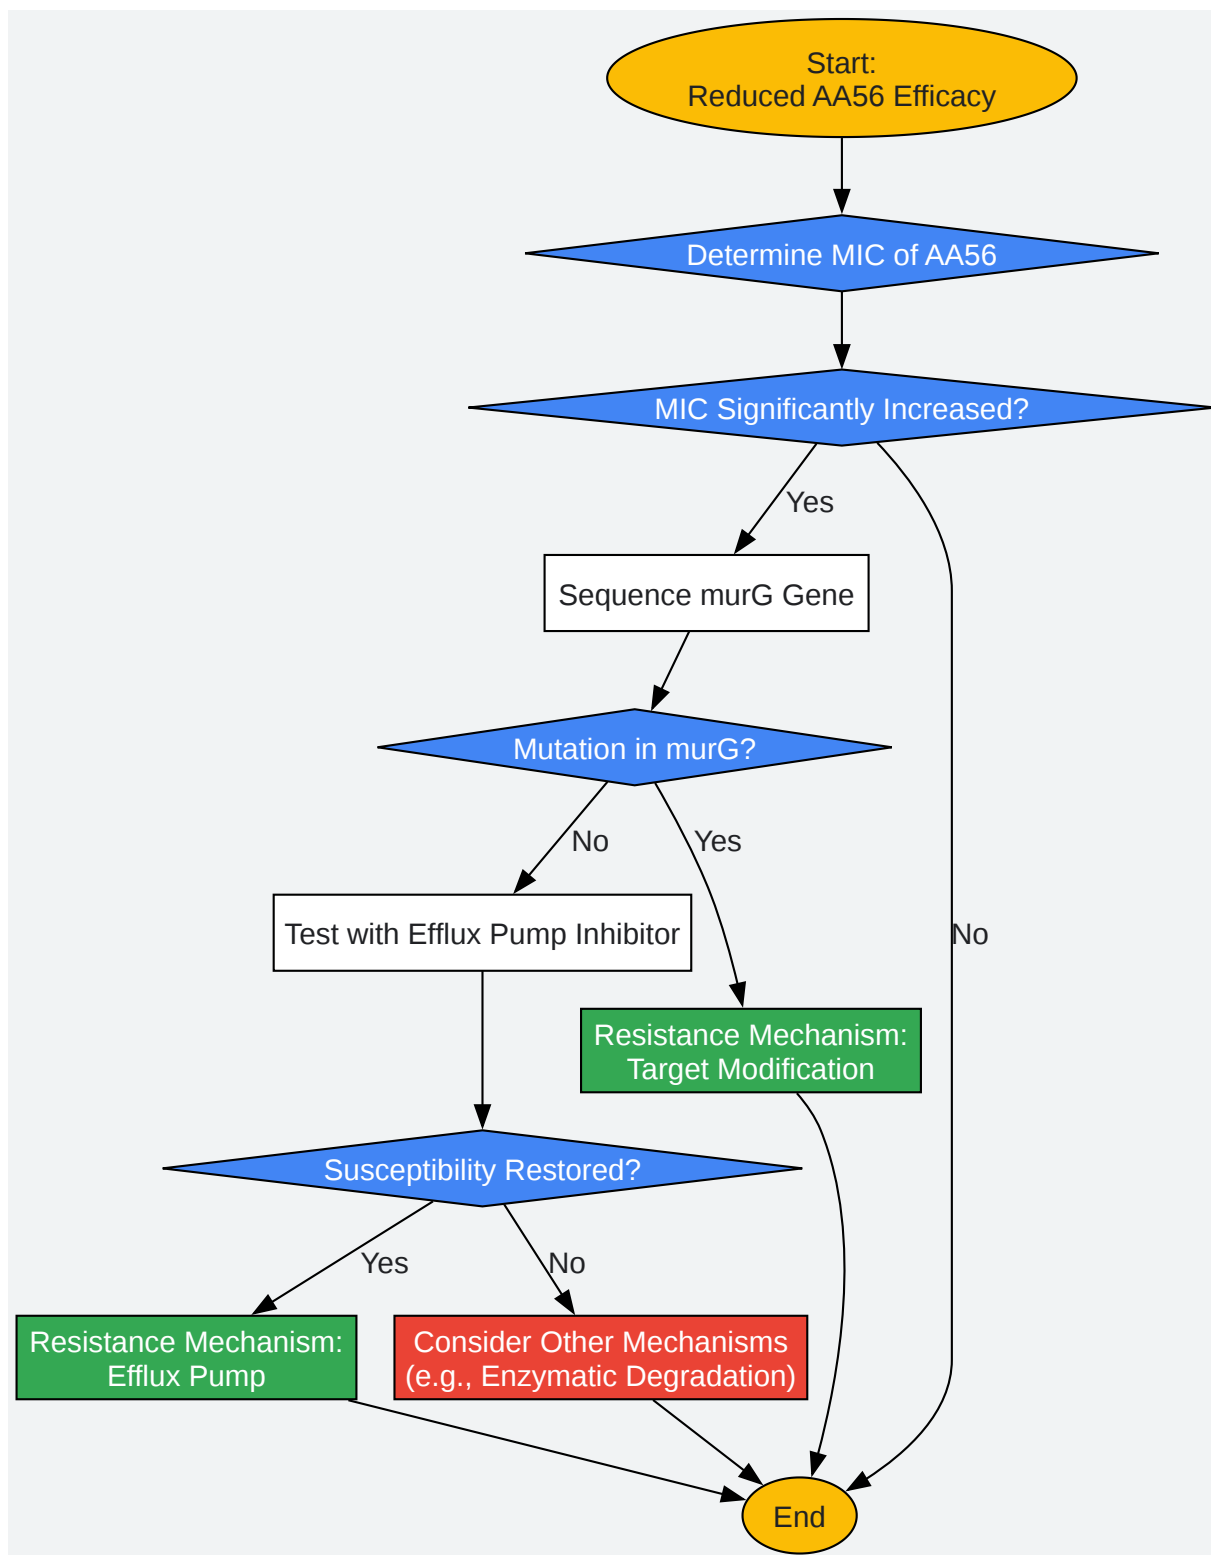 Start:
Reduced AA56 Efficacy
Determine MIC of AA56
MIC Significantly Increased?
Yes
Sequence murG Gene
Mutation in murG?
No
Yes
Test with Efflux Pump Inhibitor
No
Resistance Mechanism:
Target Modification
Susceptibility Restored?
Yes
No
Resistance Mechanism:
Efflux Pump
Consider Other Mechanisms
(e.g., Enzymatic Degradation)
End